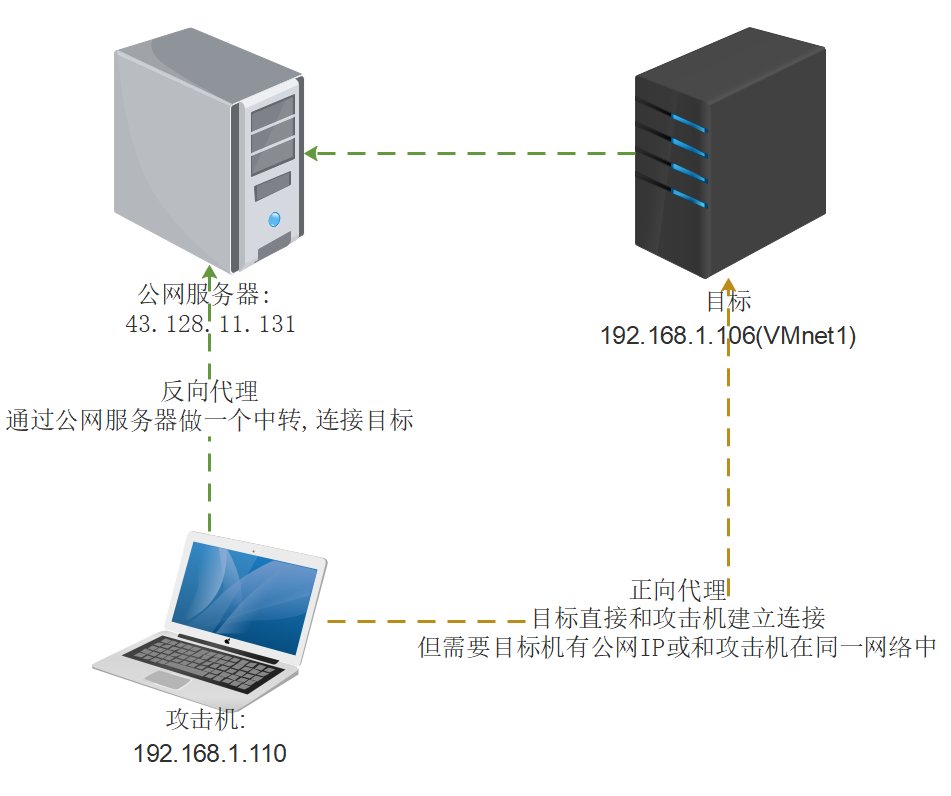 公网服务器:
43.128.11.131
目标
192.168.1.106(VMnet1)
反向代理
通过公网服务器做一个中转,连接目标
正向代理
目标直接和攻击机建立连接
但需要目标机有公网IP或和攻击机在同一网络中
攻击机:
192.168.1.110